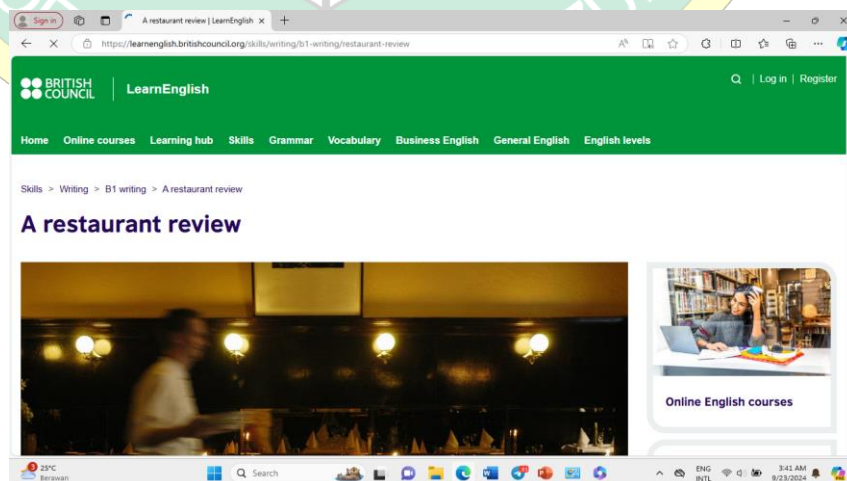 Sign in
A restaurant review | LearnEnglish
https://learnenglish.britishcouncil.org/skills/writing/b1-writing/restaurant-review
BRITISH
COUNCIL
LearnEnglish
Log in | Register
Home Online courses Learning hub Skills Grammar Vocabulary Business English General English English levels
Skills > Writing > B1 writing > A restaurant review
A restaurant review
Online English courses
3
25°C
Berawan
Search
ENG
INTL
3:41 AM
9/23/2024